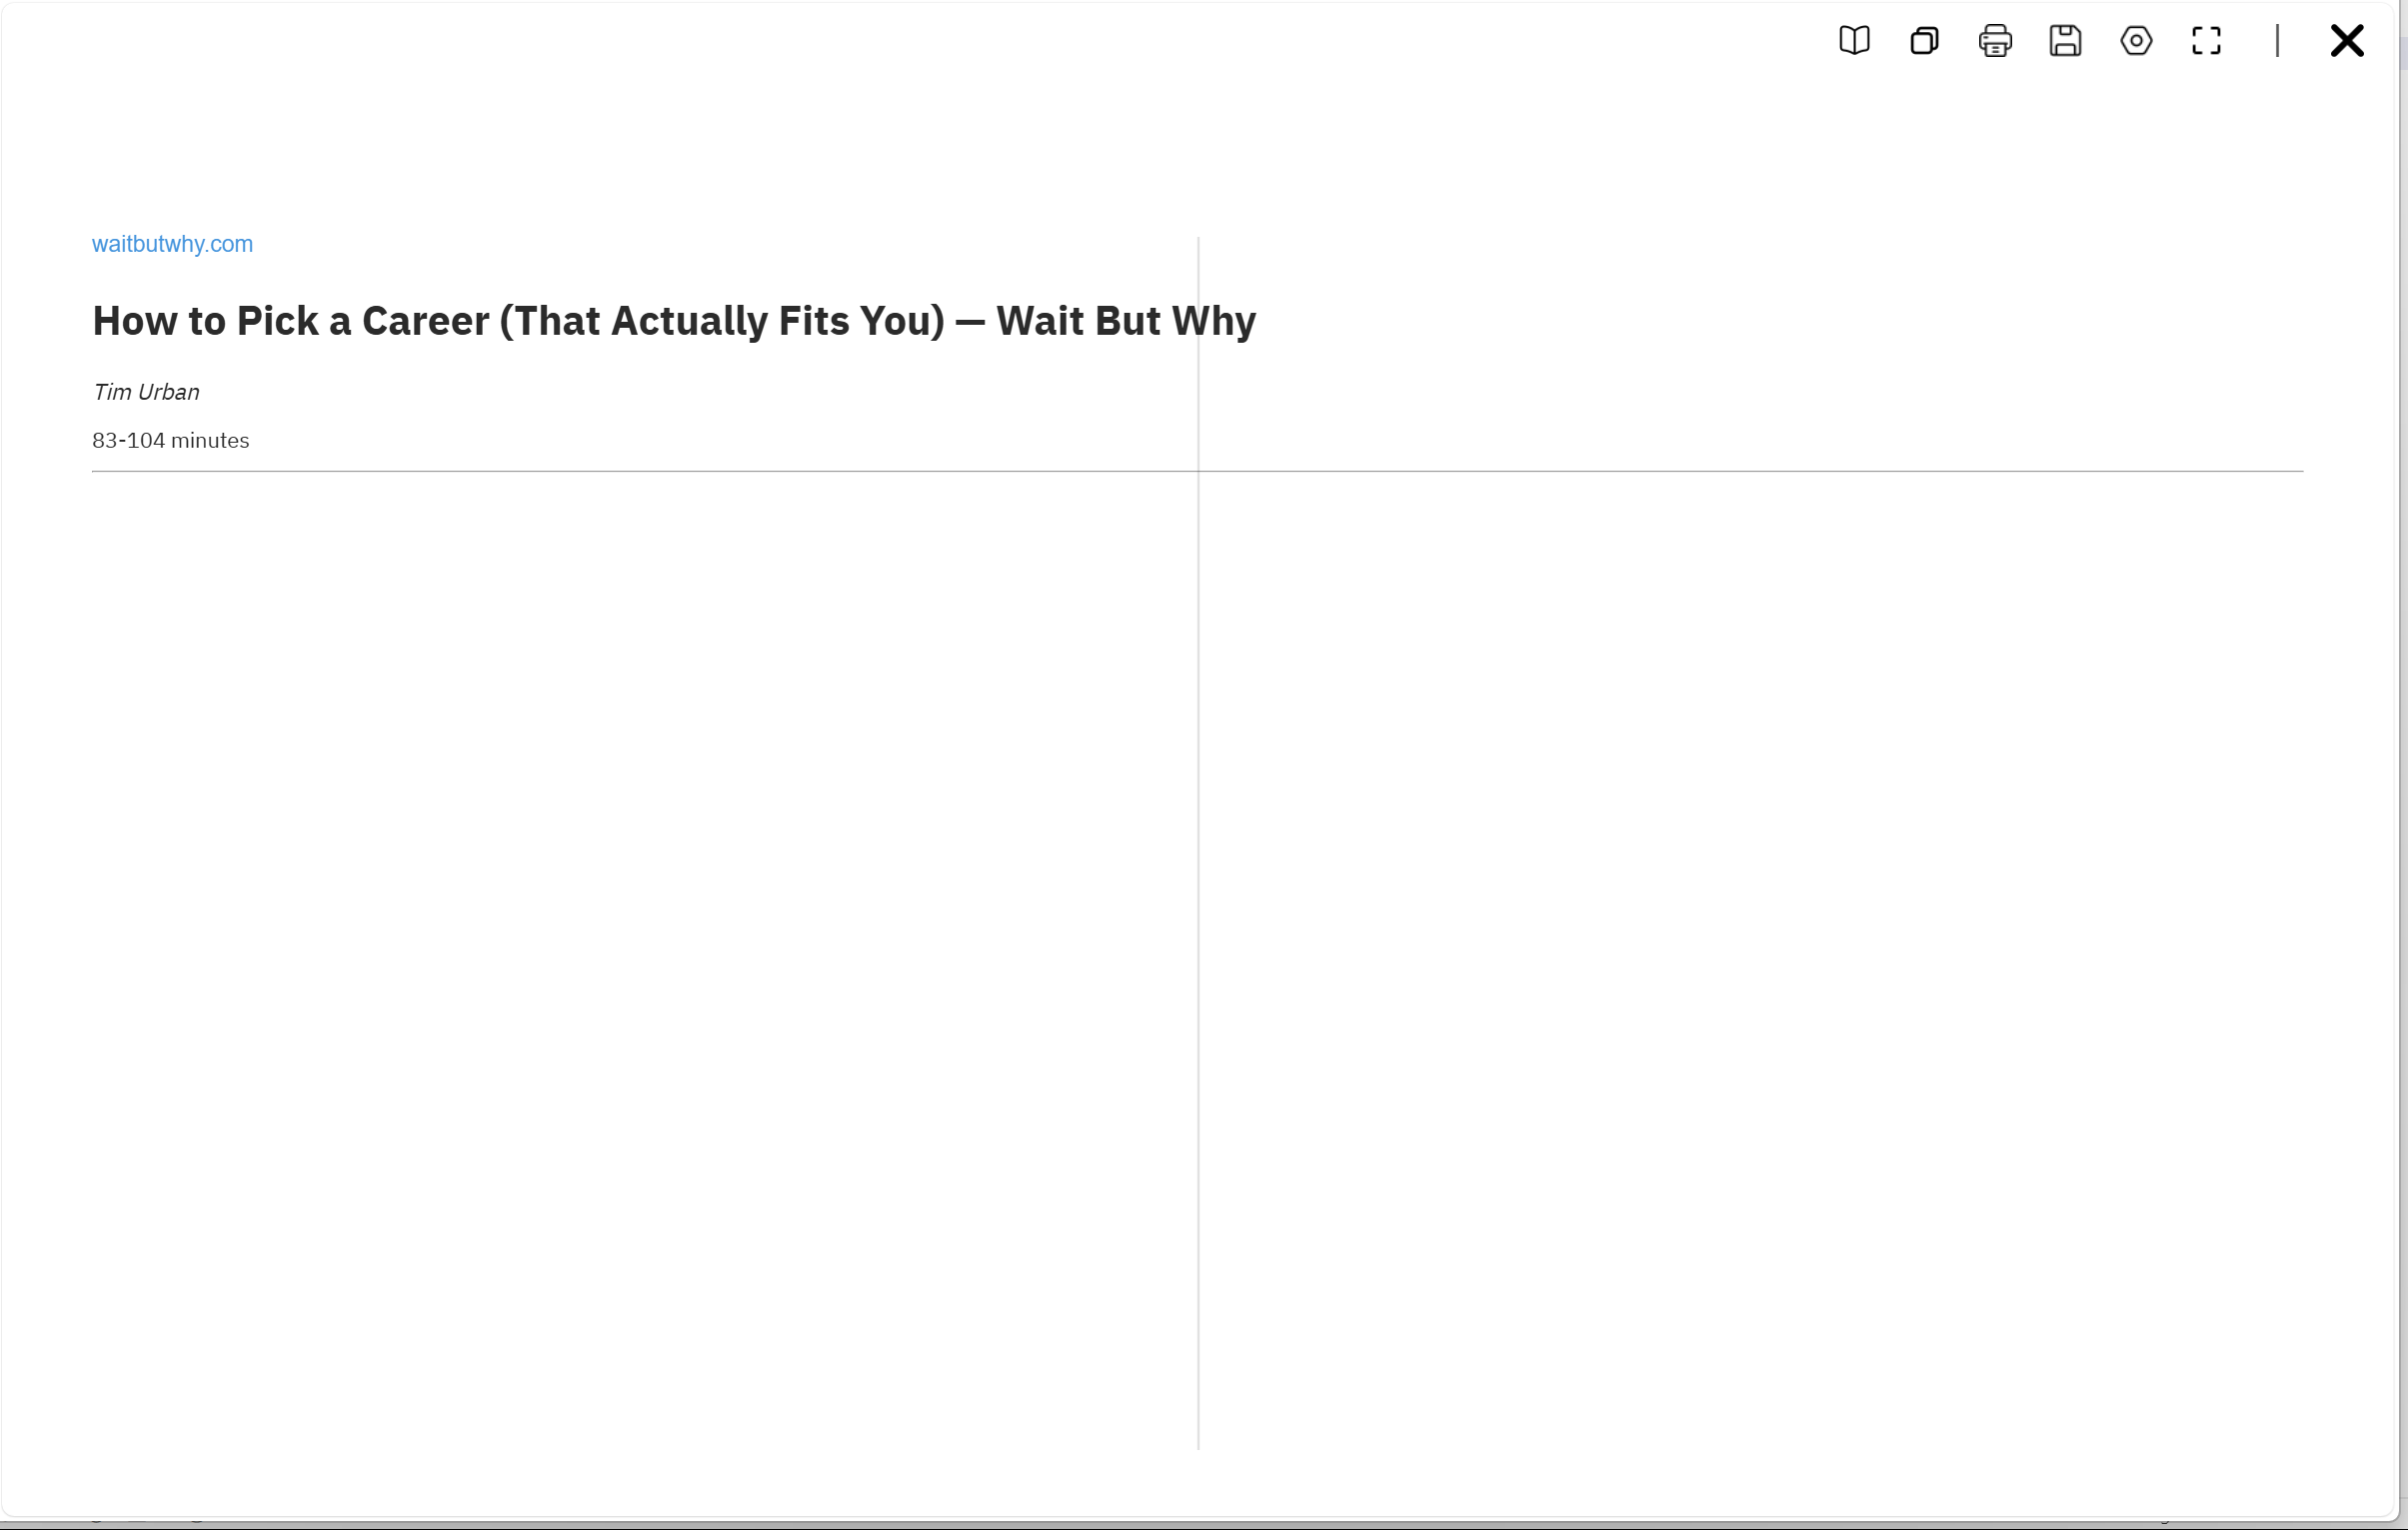 waitbutwhy.com
How to Pick a Career (That Actually Fits You) — Wait But Why
Tim Urban
83-104 minutes